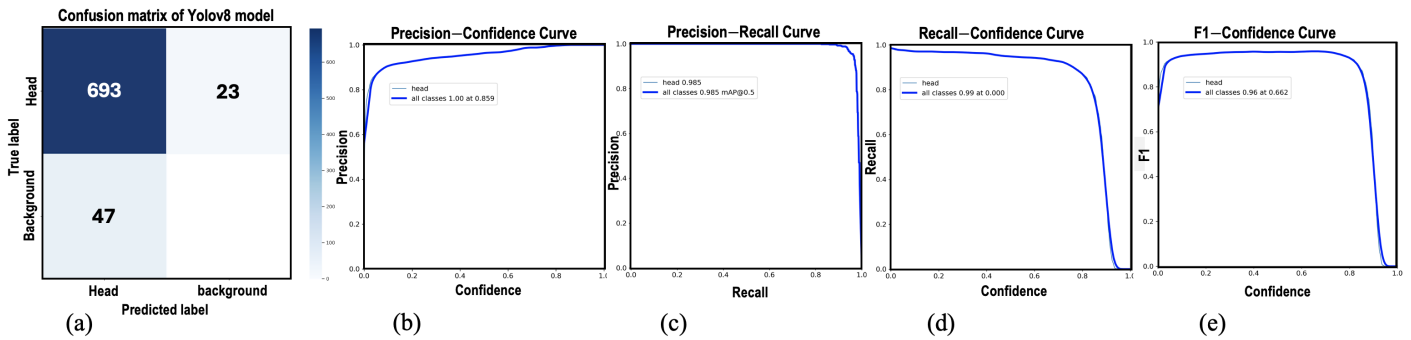 Confusion matrix of Yolov8 model
True label
Head
Background
693
23
47
Head
background
Predicted label
600
500
400
300
200
100
0
(a)
Precision—Confidence Curve
Precision
1.0
0.8
0.6
0.4
0.2
0.0
head
all classes 1.00 at 0.859
0.0
0.2
0.4
0.6
0.8
1.0
Confidence
(b)
Precision—Recall Curve
Precision
1.0
0.8
0.6
0.4
0.2
0.0
head 0.985
all classes 0.985 mAP@0.5
0.0
0.2
0.4
0.6
0.8
1.0
Recall
(c)
Recall—Confidence Curve
Recall
1.0
0.8
0.6
0.4
0.2
0.0
head
all classes 0.99 at 0.000
0.0
0.2
0.4
0.6
0.8
1.0
Confidence
(d)
F1—Confidence Curve
F1
1.0
0.8
0.6
0.4
0.2
0.0
head
all classes 0.96 at 0.662
0.0
0.2
0.4
0.6
0.8
1.0
Confidence
(e)